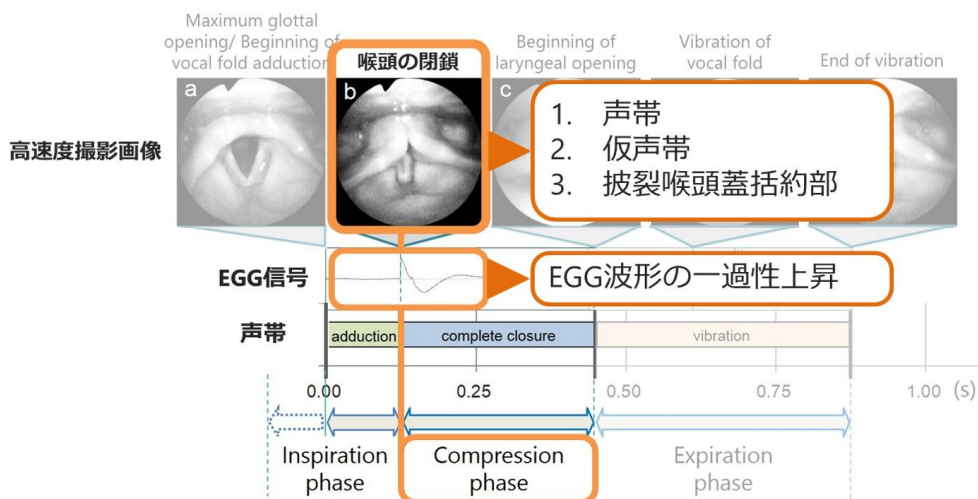 Maximum glottal
opening/ Beginning of
vocal fold adduction
喉頭の閉鎖
Beginning of
laryngeal opening
Vibration of
vocal fold
End of vibration
高速度撮影画像
a
b
c
1. 声帯
2. 仮声帯
3. 披裂喉頭蓋括約部
EGG信号
EGG波形の一過性上昇
声帯
adduction
complete closure
vibration
0.00
0.25
0.50
0.75
1.00
(s)
Inspiration
phase
Compression
phase
Expiration
phase